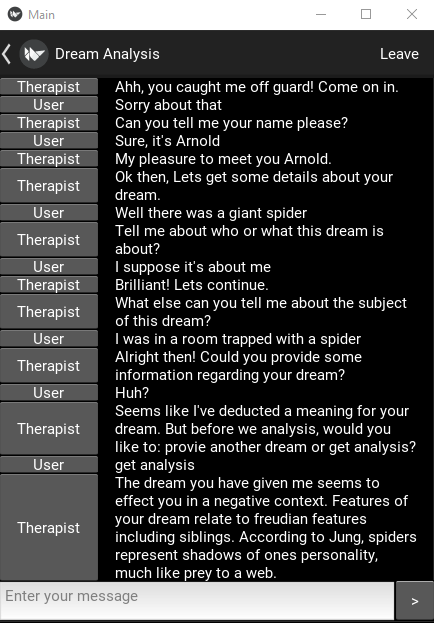 Main
Dream Analysis
Leave
Therapist
Ahh, you caught me off guard! Come on in.
User
Sorry about that
Therapist
Can you tell me your name please?
User
Sure, it's Arnold
Therapist
My pleasure to meet you Arnold.
Therapist
Ok then, Lets get some details about your
dream.
User
Well there was a giant spider
Therapist
Tell me about who or what this dream is
about?
User
I suppose it's about me
Therapist
Brilliant! Lets continue.
Therapist
What else can you tell me about the subject
of this dream?
User
I was in a room trapped with a spider
Therapist
Alright then! Could you provide some
information regarding your dream?
User
Huh?
Therapist
Seems like I've deducted a meaning for your
dream. But before we analysis, would you
like to: provie another dream or get analysis?
User
get analysis
Therapist
The dream you have given me seems to
effect you in a negative context. Features of
your dream relate to freudian features
including siblings. According to Jung, spiders
represent shadows of ones personality,
much like prey to a web.
Enter your message
>